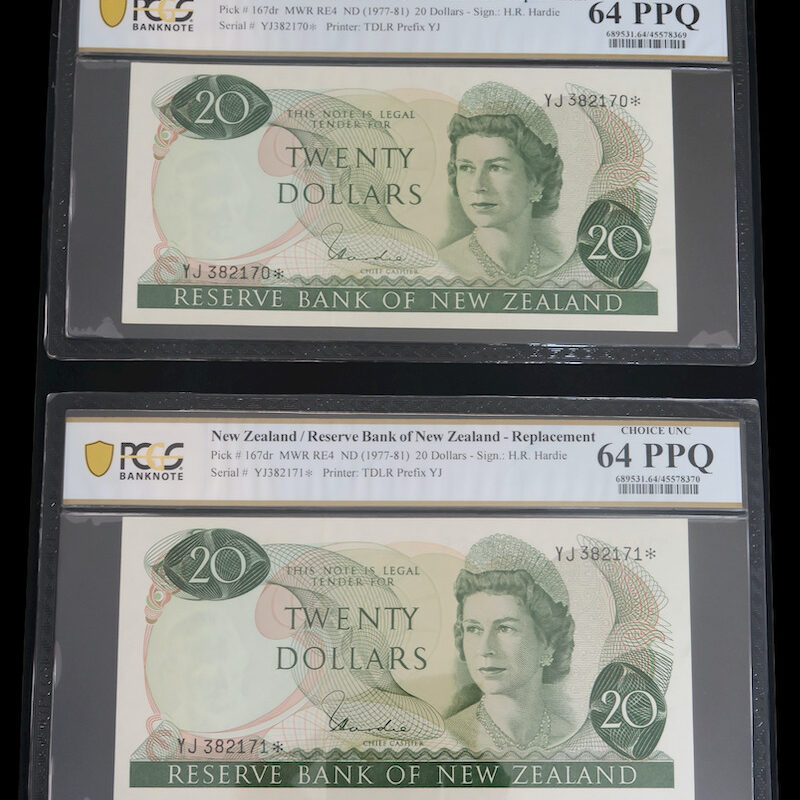 PCGS
BANKNOTE
Pick # 167dr MWR RE4 ND (1977-81) 20 Dollars - Sign.: H.R. Hardie
Serial # YJ382170* Printer: TDLR Prefix YJ
64 PPQ
689531.64/45578369
20
THIS NOTE IS LEGAL
TENDER FOR
YJ 382170*
TWENTY
DOLLARS
20
Hardie
CHIEF CASHIER
YJ 382170*
RESERVE BANK OF NEW ZEALAND
PCGS
BANKNOTE
New Zealand / Reserve Bank of New Zealand - Replacement
Pick # 167dr MWR RE4 ND (1977-81) 20 Dollars - Sign.: H.R. Hardie
Serial # YJ382171* Printer: TDLR Prefix YJ
CHOICE UNC
64 PPQ
689531.64/45578370
20
THIS NOTE IS LEGAL
TENDER FOR
YJ 382171*
TWENTY
DOLLARS
20
Hardie
CHIEF CASHIER
YJ 382171*
RESERVE BANK OF NEW ZEALAND